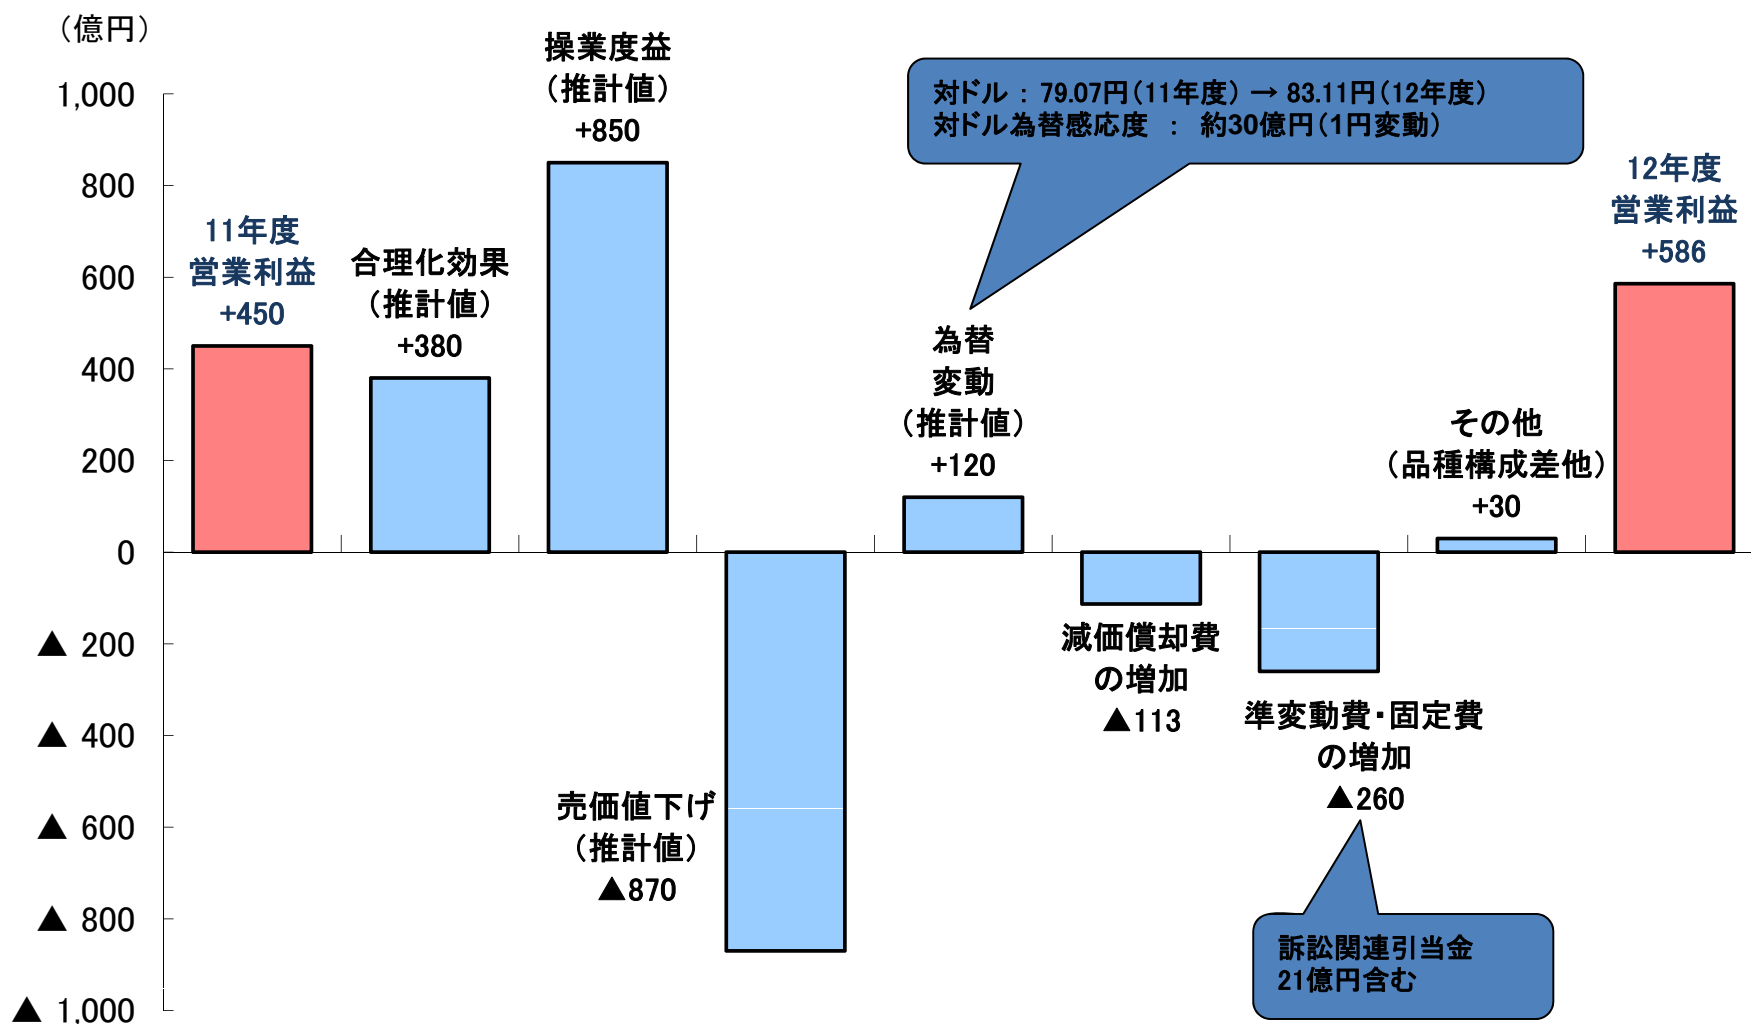 （億円）
1,000
800
600
400
200
0
▲ 200
▲ 400
▲ 600
▲ 800
▲ 1,000
11年度
営業利益
+450
合理化効果
（推計値）
+380
操業度益
（推計値）
+850
売価値下げ
（推計値）
▲870
対ドル ： 79.07円（11年度） → 83.11円（12年度）
対ドル為替感応度 ： 約30億円（1円変動）
為替
変動
（推計値）
+120
減価償却費
の増加
▲113
準変動費・固定費
の増加
▲260
訴訟関連引当金
21億円含む
その他
（品種構成差他）
+30
12年度
営業利益
+586